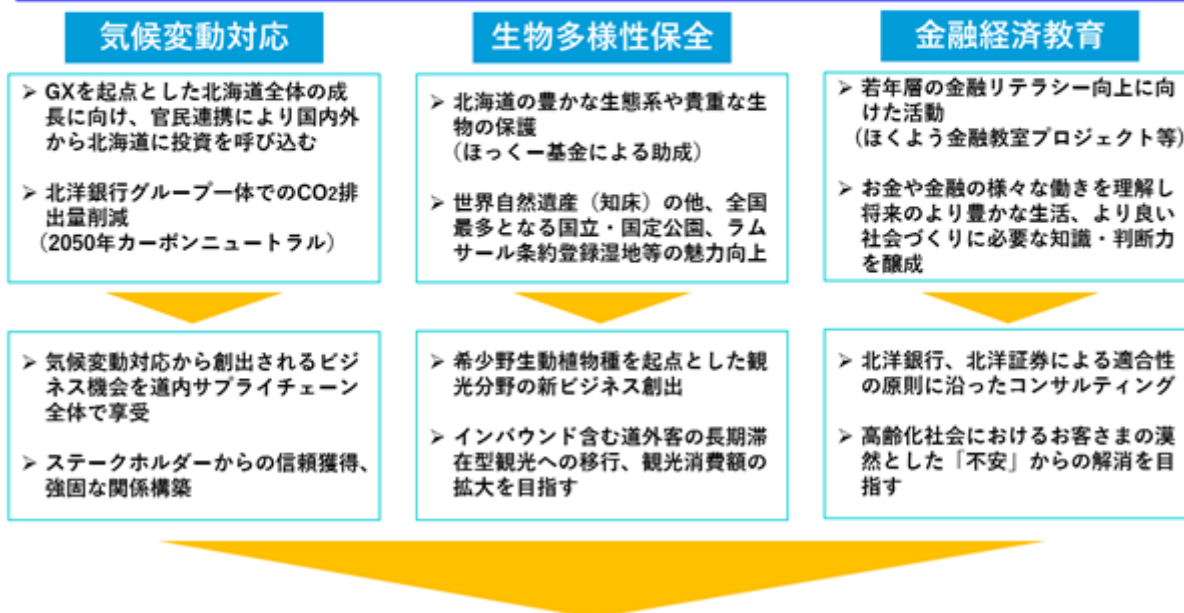 気候変動対応
➢ GXを起点とした北海道全体の成
長に向け、官民連携により国内外
から北海道に投資を呼び込む
➢ 北洋銀行グループ一体でのCO2排
出量削減
(2050年カーボンニュートラル)
➢ 気候変動対応から創出されるビジ
ネス機会を道内サプライチェーン
全体で享受
➢ ステークホルダーからの信頼獲得、
強固な関係構築
生物多様性保全
➢ 北海道の豊かな生態系や貴重な生
物の保護
(ほっくー基金による助成)
➢ 世界自然遺産(知床)の他、全国
最多となる国立・国定公園、ラム
サール条約登録湿地等の魅力向上
➢ 希少野生動植物種を起点とした観
光分野の新ビジネス創出
➢ インバウンド含む道外客の長期滞
在型観光への移行、観光消費額の
拡大を目指す
金融経済教育
➢ 若年層の金融リテラシー向上に向
けた活動
(ほくよう金融教室プロジェクト等)
➢ お金や金融の様々な働きを理解し
将来のより豊かな生活、より良い
社会づくりに必要な知識・判断力
を醸成
➢ 北洋銀行、北洋証券による適合性
の原則に沿ったコンサルティング
➢ 高齢化社会におけるお客さまの漠
然とした「不安」からの解消を目
指す